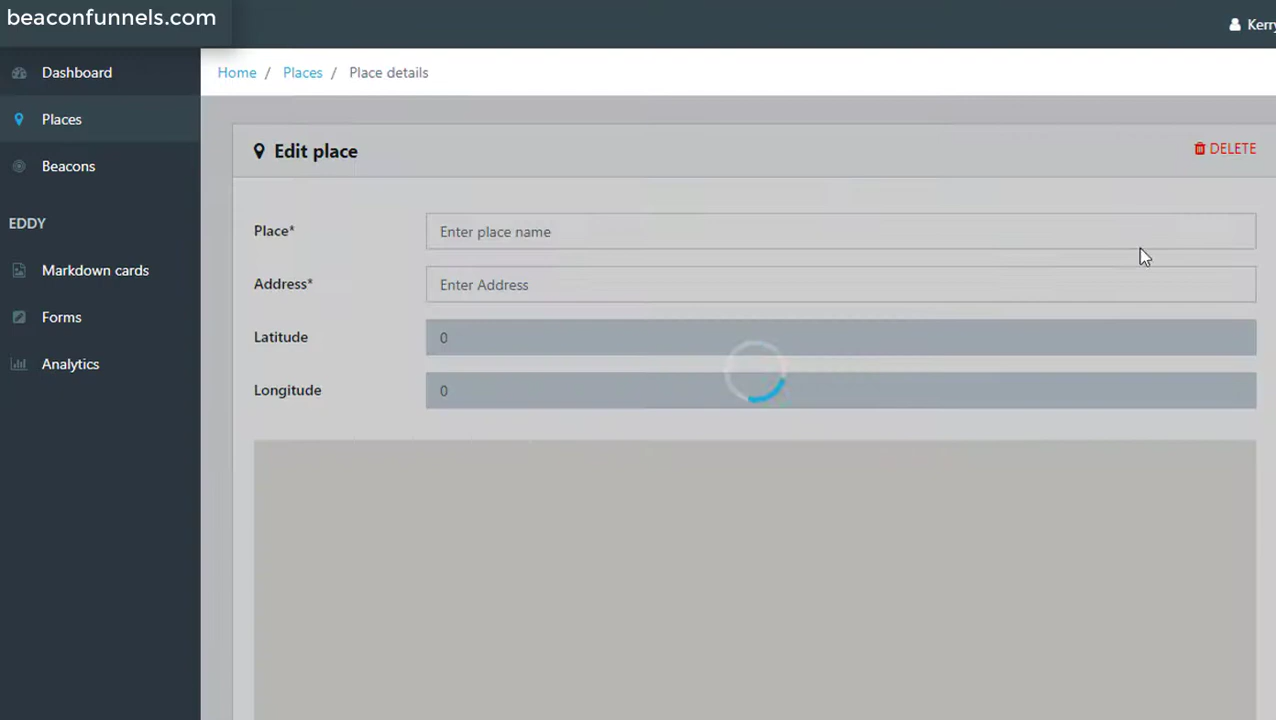 beaconfunnels.com
Kerry
Dashboard
Places
Beacons
EDDY
Markdown cards
Forms
Analytics
Home / Places / Place details
Edit place
DELETE
Place*
Enter place name
Address*
Enter Address
Latitude
0
Longitude
0